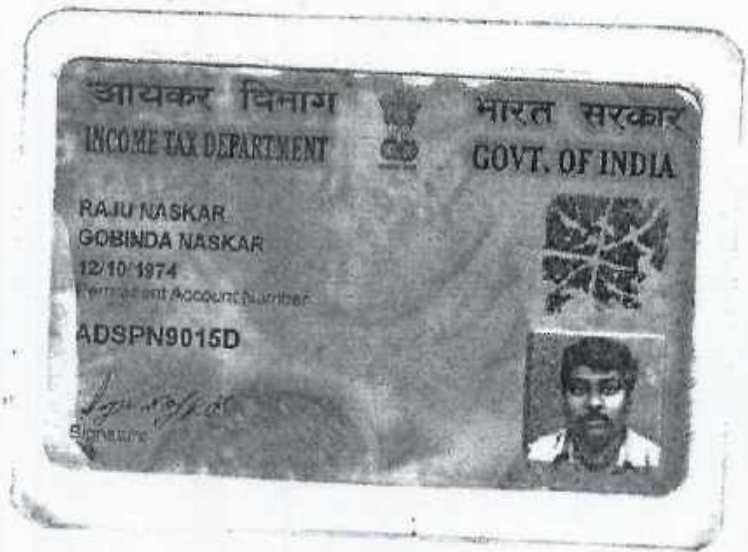 आयकर विभाग
भारत सरकार
INCOME TAX DEPARTMENT
GOVT. OF INDIA
RAJU NASKAR
GOBINDA NASKAR
12/10/1974
Permanent Account Number
ADSPN9015D
Signature